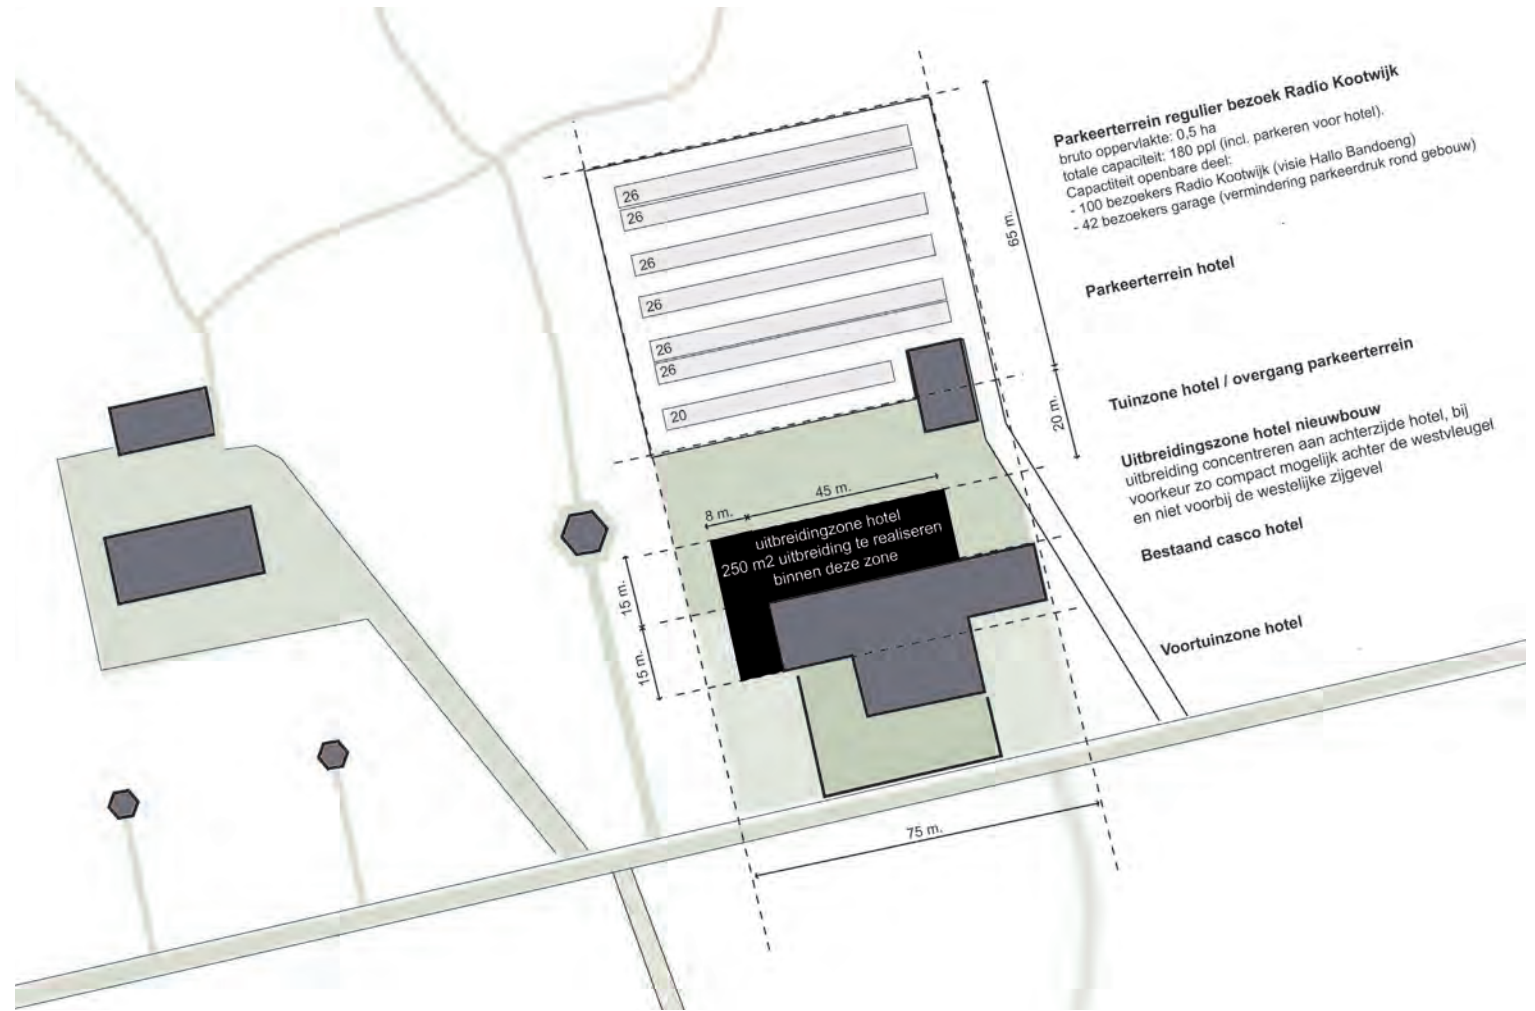 Parkeerterrein regulier bezoek Radio Kootwijk
bruto oppervlakte: 0,5 ha
totale capaciteit: 180 ppl (incl. parkeren voor hotel).
Capactiteit openbare deel:
- 100 bezoekers Radio Kootwijk (visie Hallo Bandoeng)
- 42 bezoekers garage (vermindering parkeerdruk rond gebouw)
Parkeerterrein hotel
Tuinzone hotel / overgang parkeerterrein
Uitbreidingszone hotel nieuwbouw
uitbreiding concentreren aan achterzijde hotel, bij
voorkeur zo compact mogelijk achter de westvleugel
en niet voorbij de westelijke zijgevel
Bestaand casco hotel
Voortuinzone hotel
26
26
26
26
26
26
20
65 m.
20 m.
8 m.
45 m.
uitbreidingzone hotel
250 m2 uitbreiding te realiseren
binnen deze zone
15 m.
15 m.
75 m.